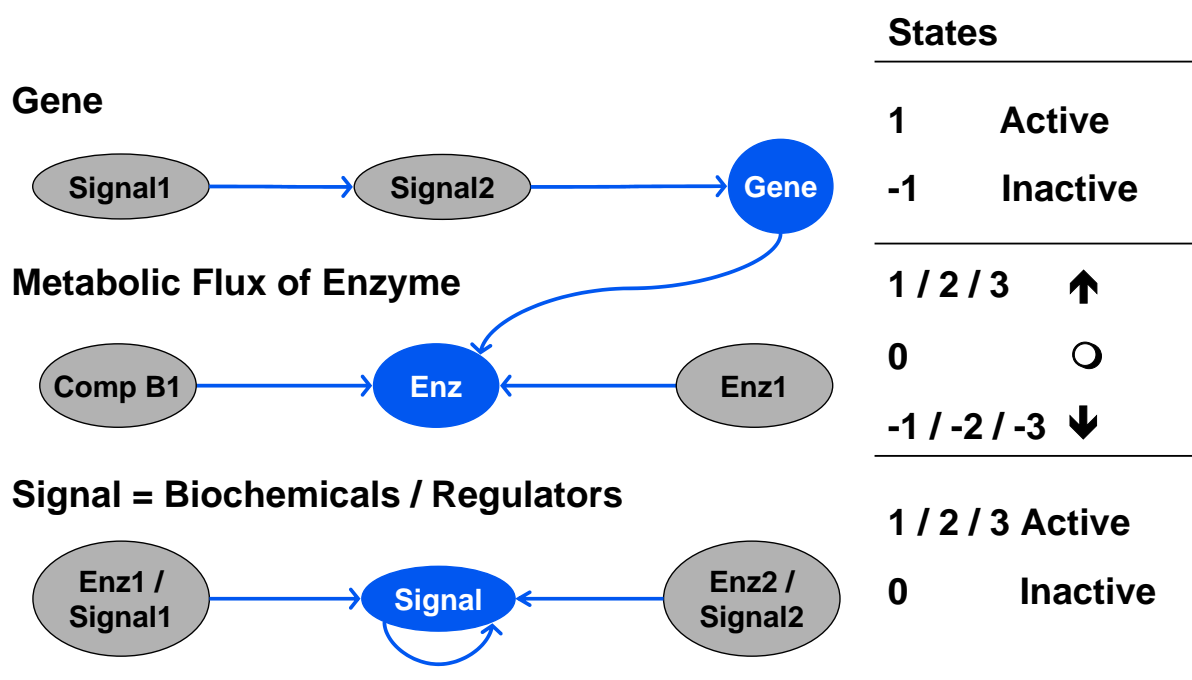 States
Gene
1 Active
Signal1
Signal2
Gene
-1 Inactive
Metabolic Flux of Enzyme
1 / 2 / 3
0
Comp B1
Enz
Enz1
-1 / -2 / -3
Signal = Biochemicals / Regulators
1 / 2 / 3 Active
Enz1 /
Signal1
Signal
Enz2 /
Signal2
0 Inactive